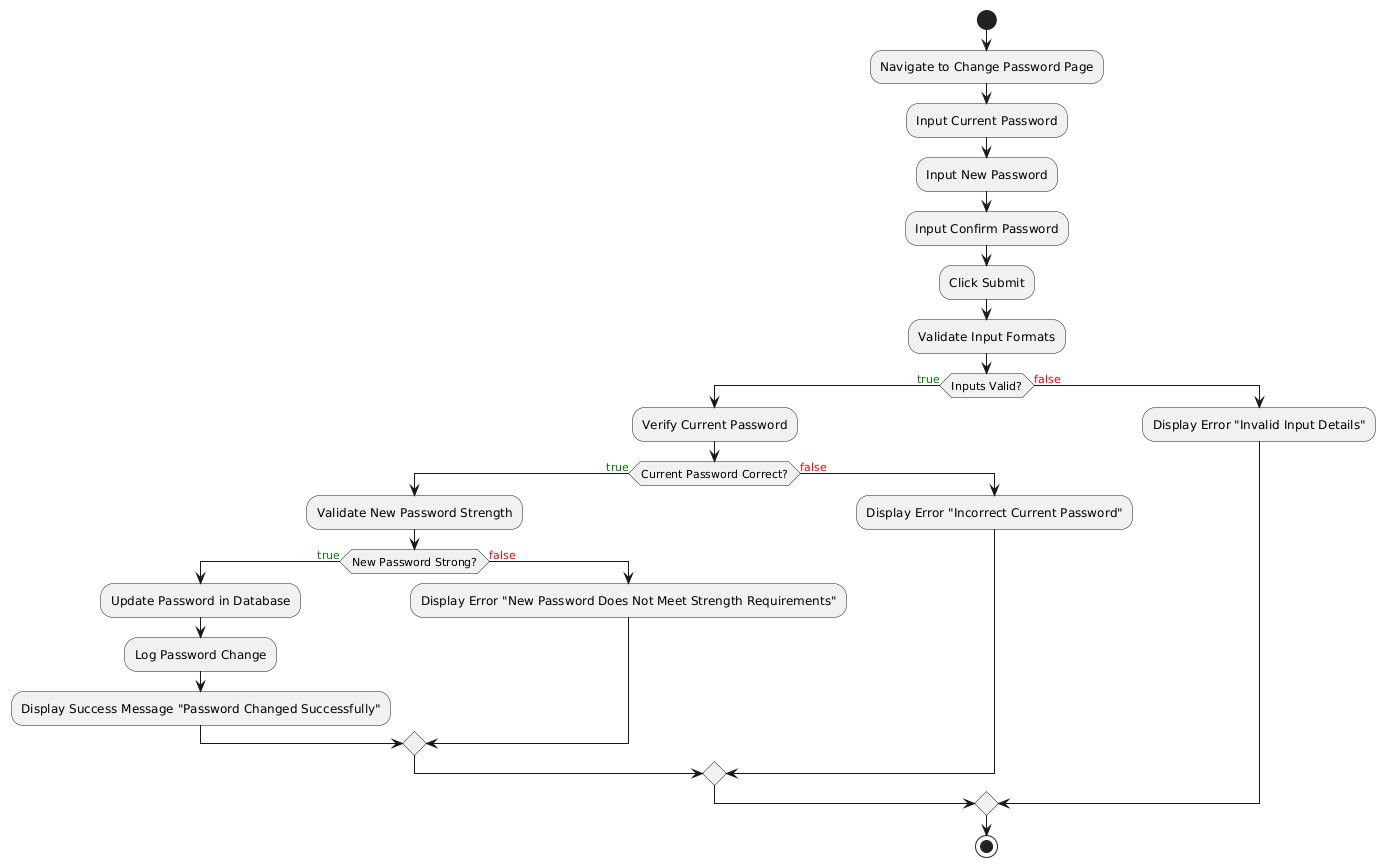 Navigate to Change Password Page
Input Current Password
Input New Password
Input Confirm Password
Click Submit
Validate Input Formats
true
Inputs Valid?
false
Verify Current Password
Display Error "Invalid Input Details"
true
Current Password Correct?
false
Validate New Password Strength
Display Error "Incorrect Current Password"
true
New Password Strong?
false
Update Password in Database
Display Error "New Password Does Not Meet Strength Requirements"
Log Password Change
Display Success Message "Password Changed Successfully"